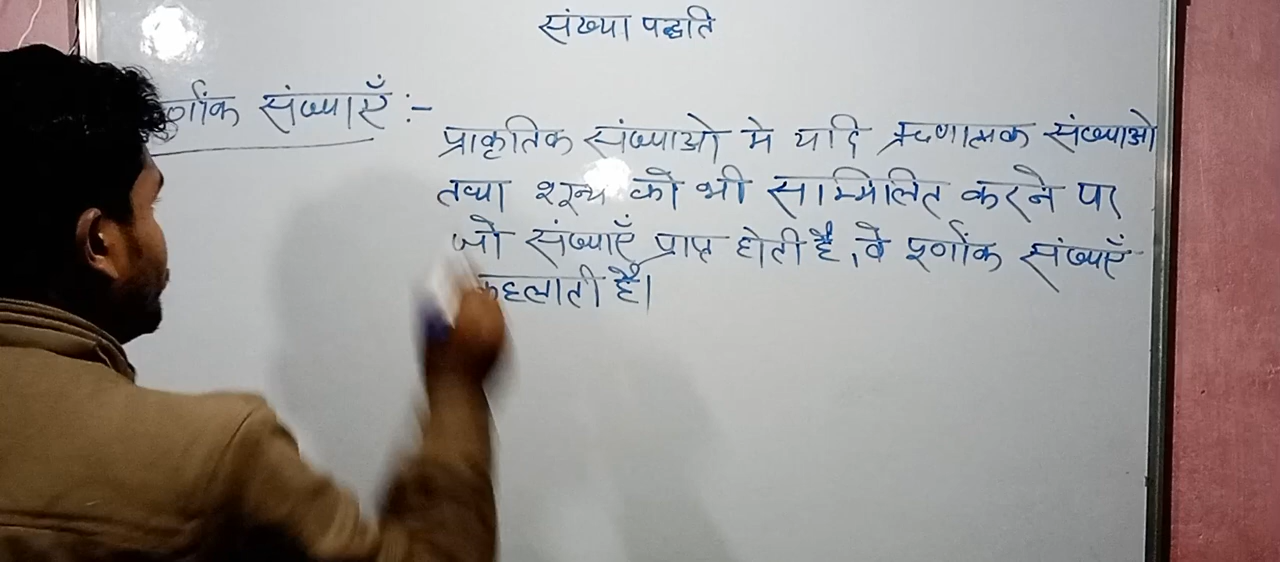 संख्या पद्धति
र्णांक संख्याएँ :-
प्राकृतिक संख्याओ मे यदि ऋणात्मक संख्याओ
तथा शून्य को भी सम्मिलित करने पर
जो संख्याएँ प्राप्त होती है, वे पूर्णांक संख्याएँ
कहलाती है।